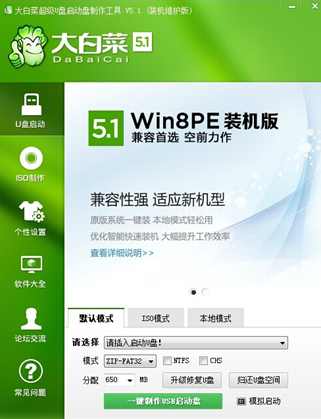 大白菜超级U盘启动盘制作工具 V5.1 (装机维护版)
大白菜 5.1
DaBaiCai
U盘启动
ISO制作
个性设置
软件大全
论坛交流
常见问题
5.1 Win8PE 装机版
兼容首选 空前力作
兼容性强 适应新机型
原版系统一键装 本地模式轻松用
优化智能快速装机 大幅提升工作效率
查看详细说明>>
默认模式 ISO模式 本地模式
请选择 请插入启动U盘!
模式 ZIP-FAT32 NTFS CHS
分配 650 MB 升级修复U盘 归还U盘空间
一键制作USB启动盘 模拟启动